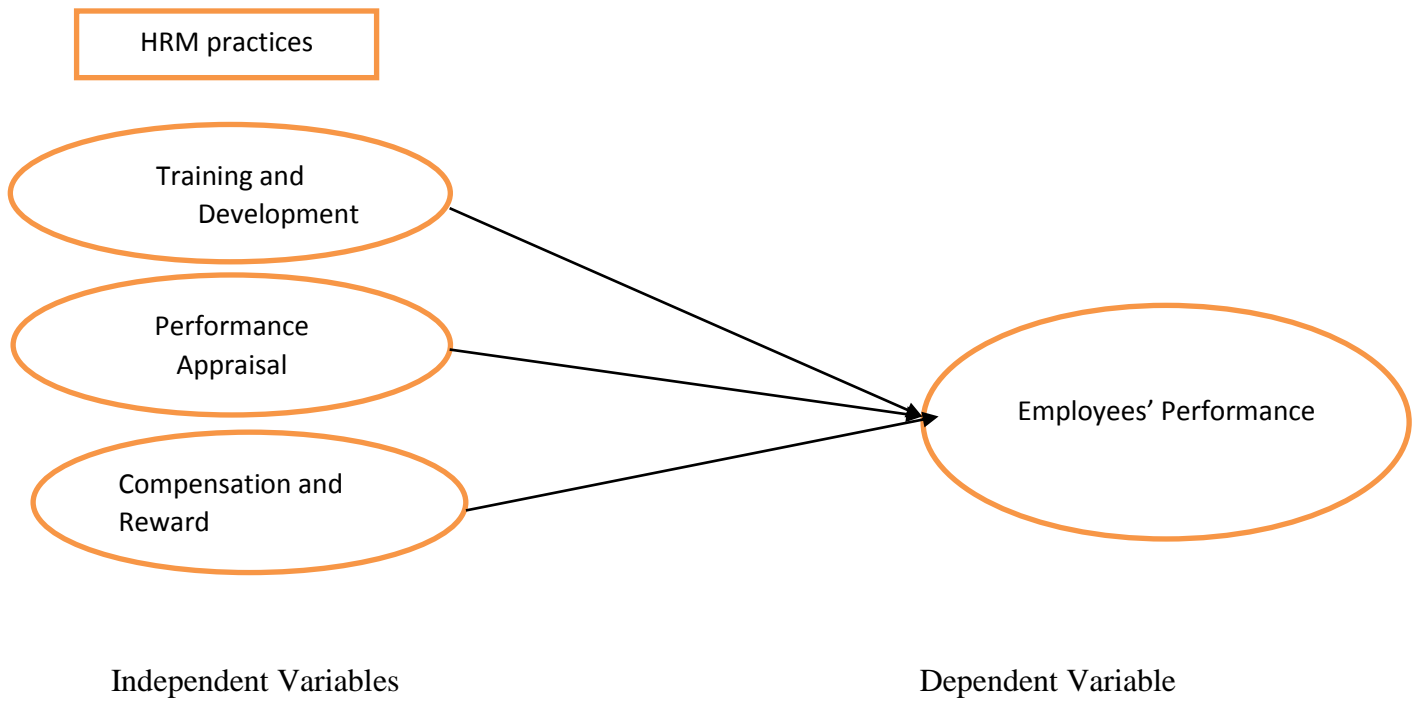 HRM practices
Training and
Development
Performance
Appraisal
Compensation and
Reward
Employees’ Performance
Independent Variables
Dependent Variable